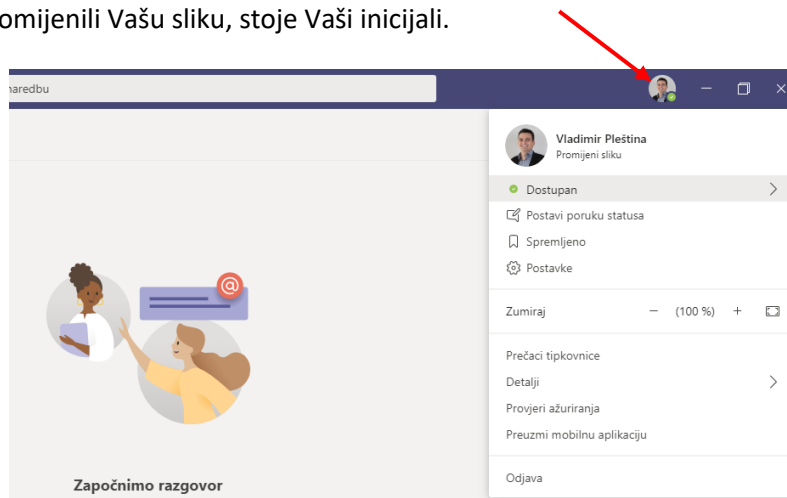 omijenili Vašu sliku, stoje Vaši inicijali.
naredbu
Vladimir Pleština
Promijeni sliku
Dostupan
Postavi poruku statusa
Spremljeno
Postavke
Zumiraj − (100 %) +
Prečaci tipkovnice
Detalji
Provjeri ažuriranja
Preuzmi mobilnu aplikaciju
Odjava
@
Započnimo razgovor